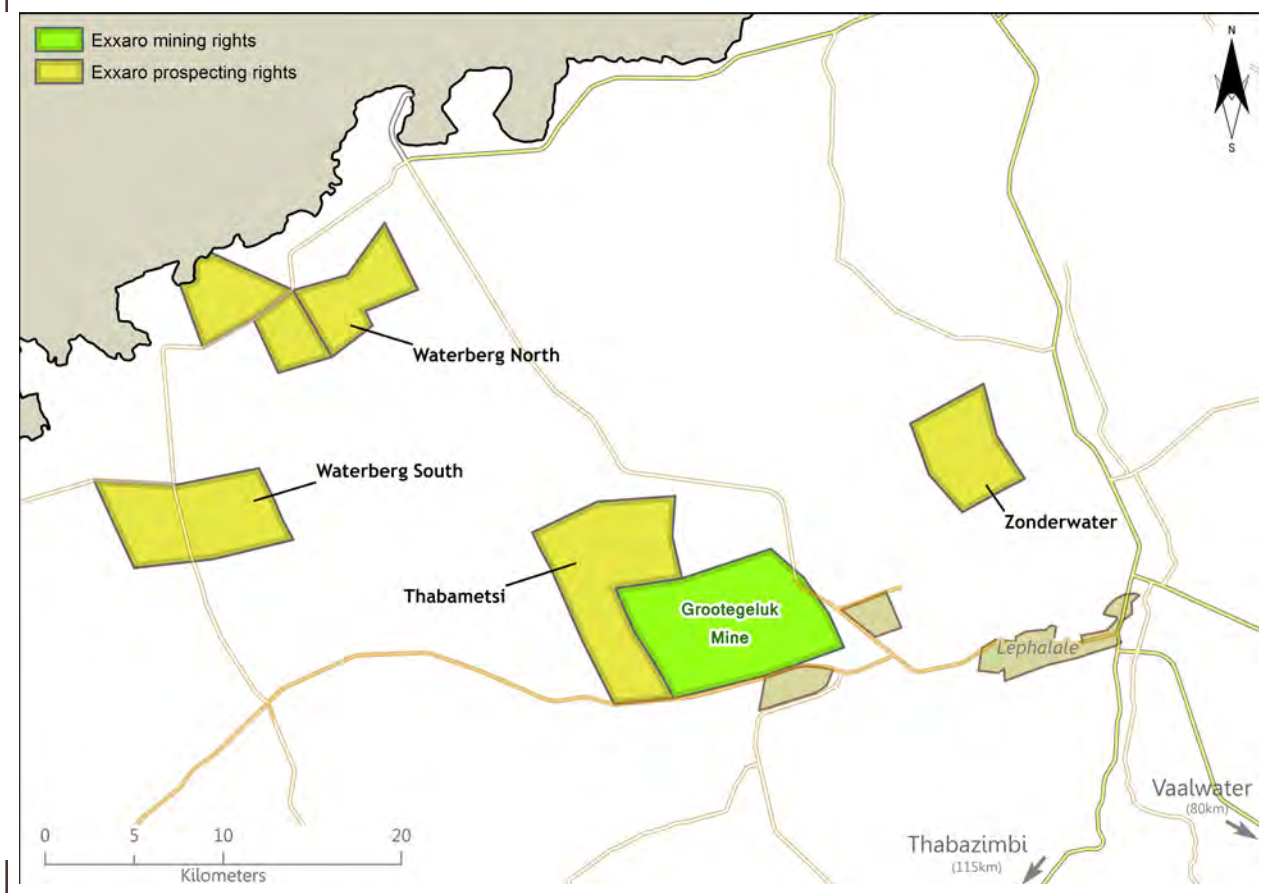 Exxaro mining rights
Exxaro prospecting rights
N
S
Waterberg North
Waterberg South
Zonderwater
Thabametsi
Grootegeluk
Mine
Lephalale
Vaalwater
(80km)
Thabazimbi
(115km)
0 5 10 20
Kilometers